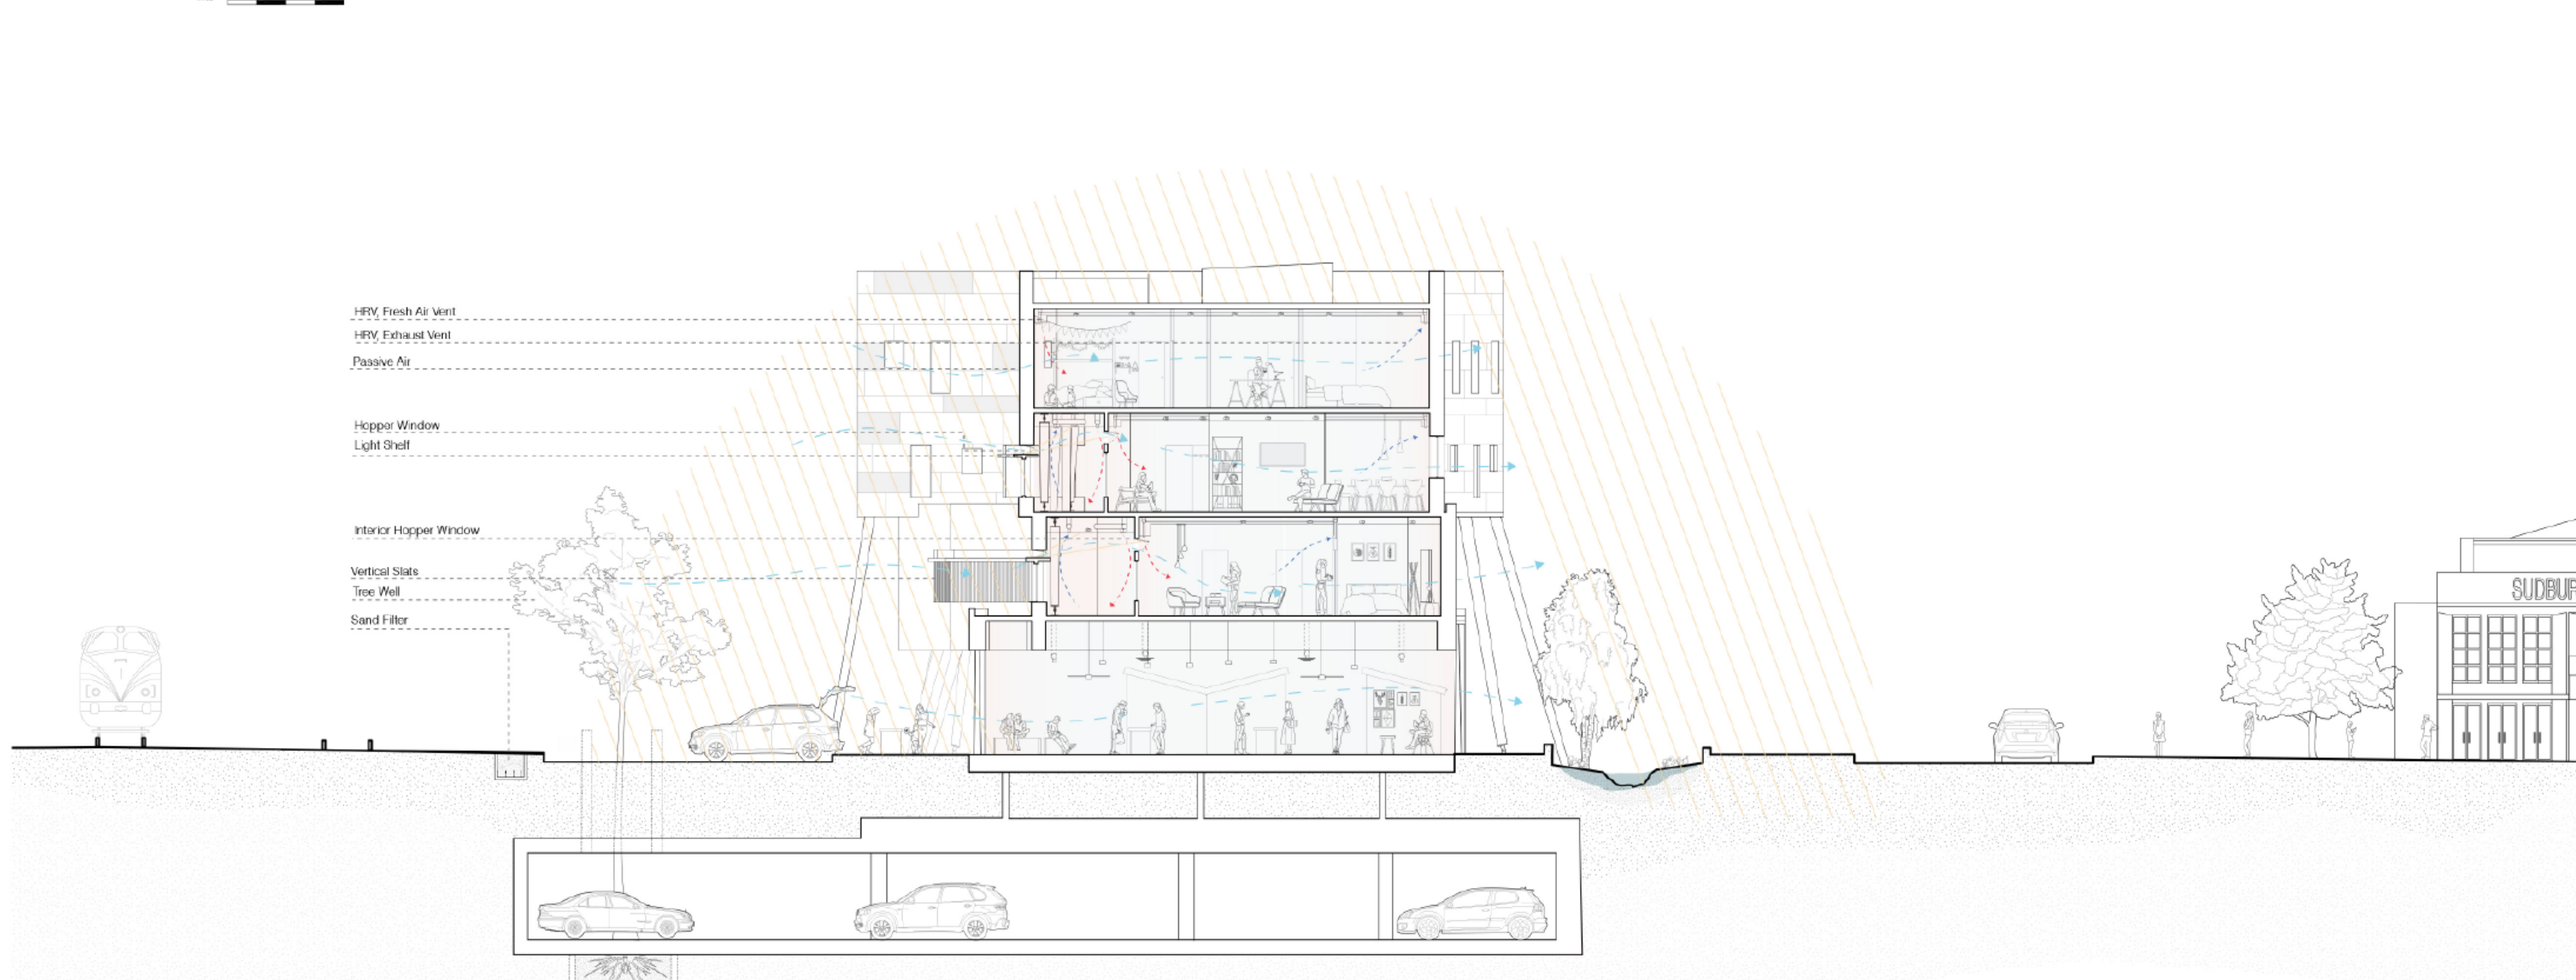 HRV, Fresh Air Vent
HRV, Exhaust Vent
Passive Air
Hopper Window
Light Shelf
Interior Hopper Window
Vertical Slats
Tree Well
Sand Filter
SUDBUR